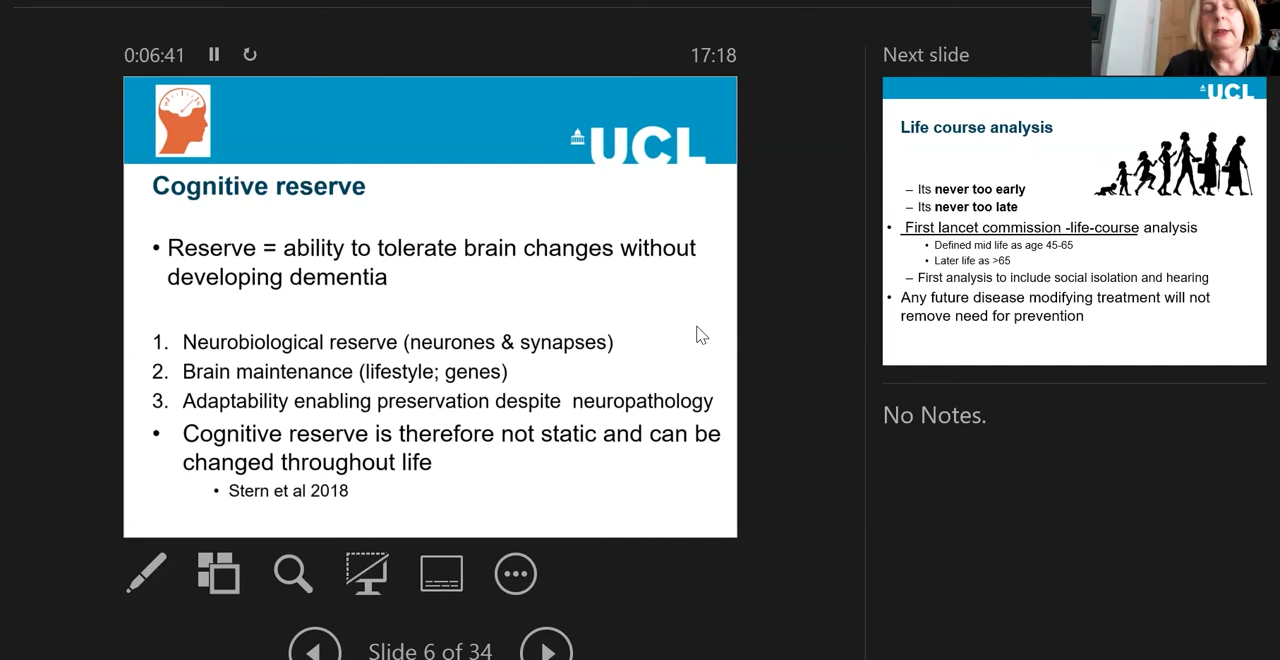 0:06:41
17:18
UCL
Cognitive reserve
• Reserve = ability to tolerate brain changes without
developing dementia
1. Neurobiological reserve (neurones & synapses)
2. Brain maintenance (lifestyle; genes)
3. Adaptability enabling preservation despite neuropathology
• Cognitive reserve is therefore not static and can be
changed throughout life
• Stern et al 2018
Slide 6 of 34
Next slide
UCL
Life course analysis
– Its never too early
– Its never too late
• First lancet commission -life-course analysis
• Defined mid life as age 45-65
• Later life as >65
– First analysis to include social isolation and hearing
• Any future disease modifying treatment will not
remove need for prevention
No Notes.